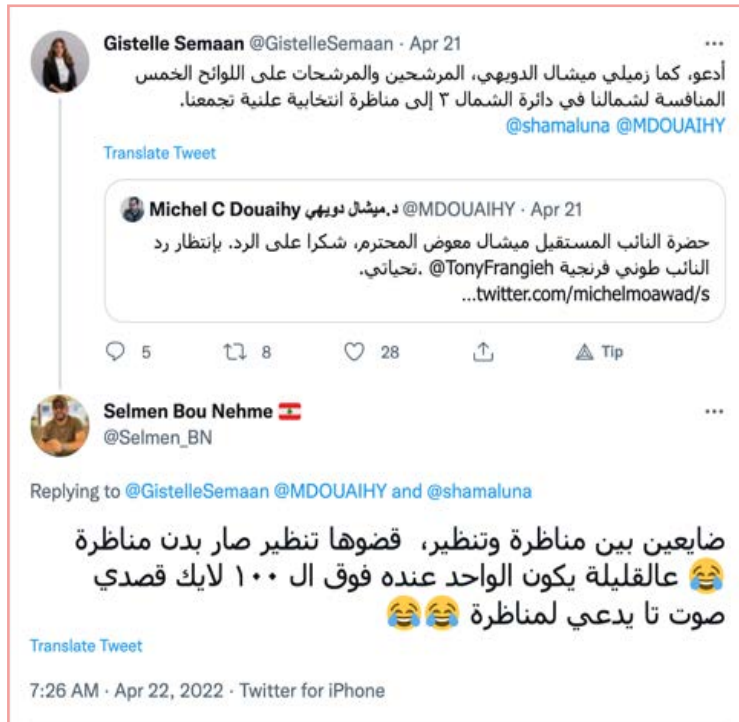 Gistelle Semaan @GistelleSemaan · Apr 21
أدعو، كما زميلي ميشال الدويهي، المرشحين والمرشحات على اللوائح الخمس
المنافسة لشمالنا في دائرة الشمال ٣ إلى مناظرة انتخابية علنية تجمعنا.
@shamaluna @MDOUAIHY
Translate Tweet
Michel C Douaihy د.ميشال دويهي @MDOUAIHY · Apr 21
حضرة النائب المستقيل ميشال معوض المحترم، شكرا على الرد. بإنتظار رد
النائب طوني فرنجية @TonyFrangieh .تحياتي.
twitter.com/michelmoawad/s...
5 8 28 Tip
Selmen Bou Nehme 🇱🇧
@Selmen_BN
Replying to @GistelleSemaan @MDOUAIHY and @shamaluna
ضايعين بين مناظرة وتنظير، قضوها تنظير صار بدن مناظرة
😂 عالقليلة يكون الواحد عنده فوق ال ١٠٠ لايك قصدي
صوت تا يدعي لمناظرة 😂😂
Translate Tweet
7:26 AM · Apr 22, 2022 · Twitter for iPhone